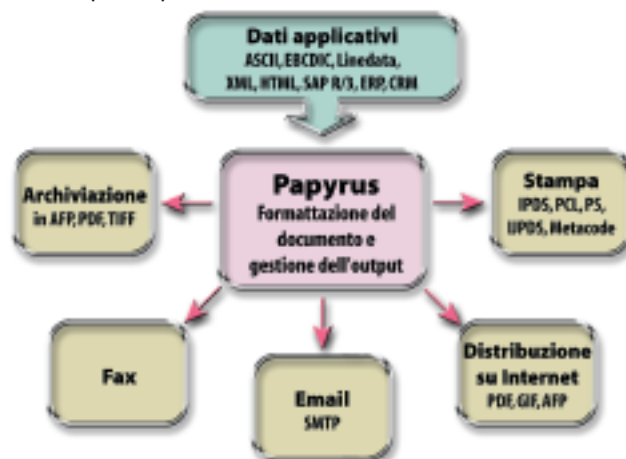 Dati applicativi
ASCII, EBCDIC, Linedata,
XML, HTML, SAP R/3, ERP, CRM
Archiviazione
in AFP, PDF, TIFF
Papyrus
Formattazione del
documento e
gestione dell'output
Stampa
IPDS, PCL, PS,
IJPDS, Metacode
Fax
Email
SMTP
Distribuzione
su Internet
PDF, GIF, AFP